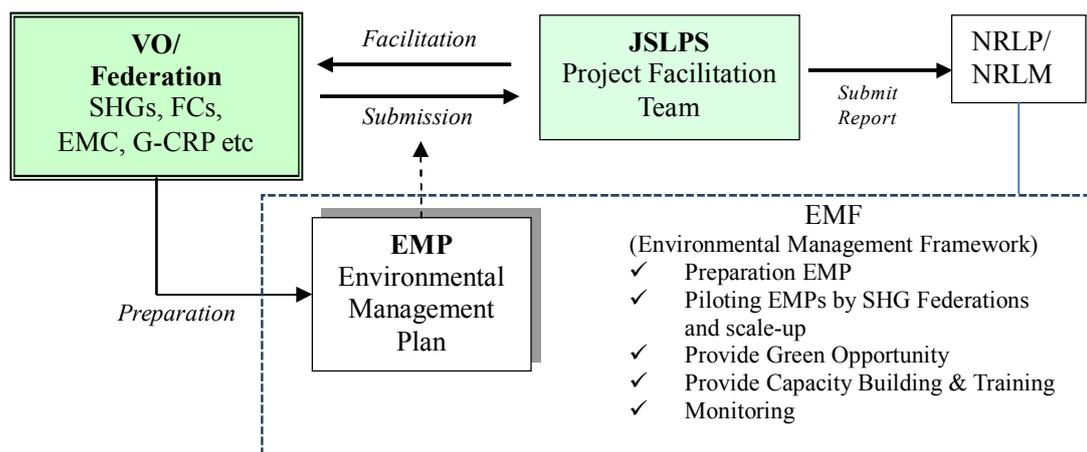 VO/
Federation
SHGs, FCs,
EMC, G-CRP etc
Facilitation
Submission
JSLPS
Project Facilitation
Team
Submit
Report
NRLP/
NRLM
Preparation
EMP
Environmental
Management
Plan
EMF
(Environmental Management Framework)
✓ Preparation EMP
✓ Piloting EMPs by SHG Federations
and scale-up
✓ Provide Green Opportunity
✓ Provide Capacity Building & Training
✓ Monitoring